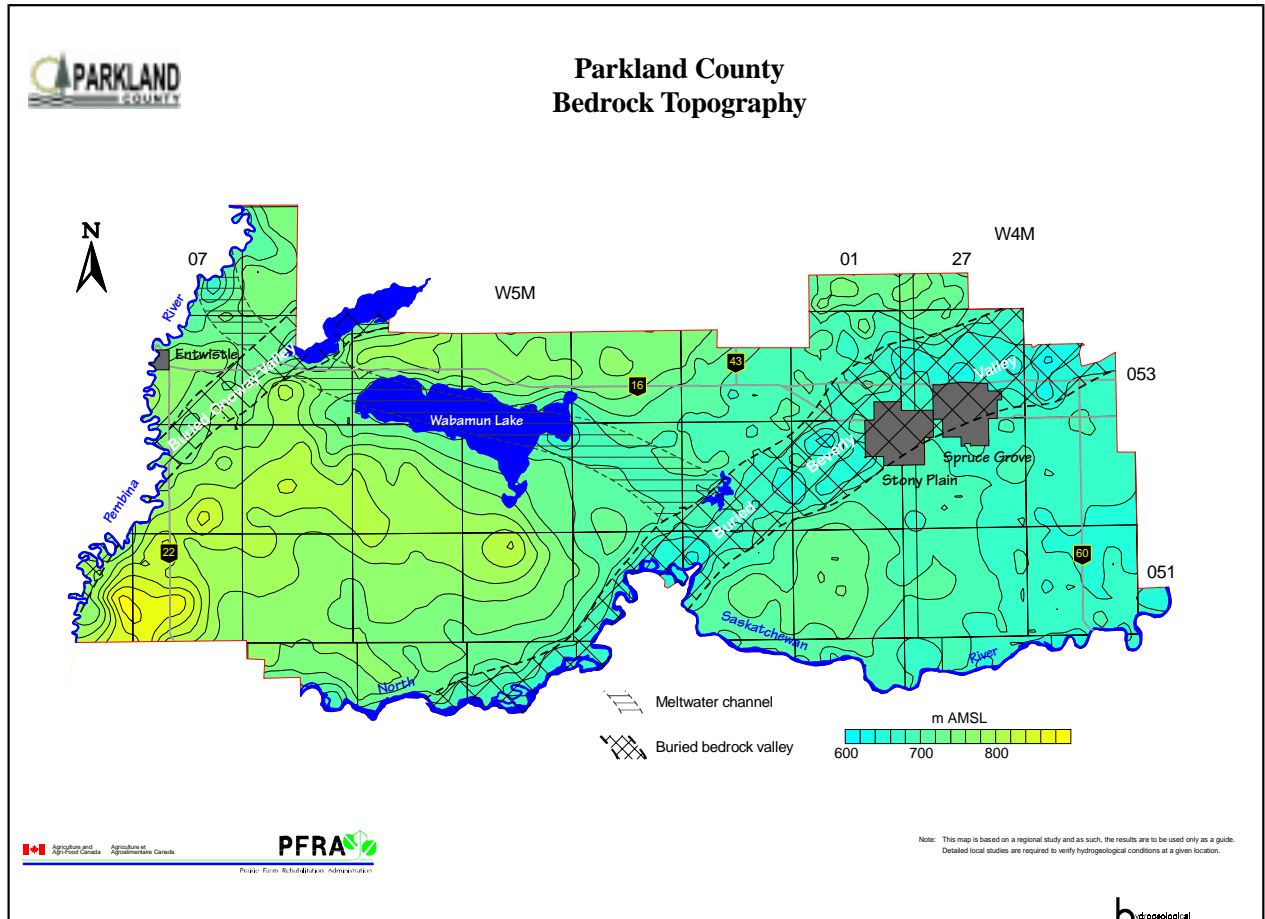 PARKLAND
COUNTY
Parkland County
Bedrock Topography
N
W4M
07
01
27
W5M
River
Entwistle
Buried Onoway Valley
43
16
Valley
053
Wabamun Lake
Beverly
Spruce Grove
Stony Plain
Pembina
Buried
22
60
051
Saskatchewan
River
North
Meltwater channel
m AMSL
Buried bedrock valley
600 700 800
Agriculture and
Agri-Food Canada
Agriculture et
Agroalimentaire Canada
PFRA
Prairie Farm Rehabilitation Administration
Note: This map is based on a regional study and as such, the results are to be used only as a guide.
Detailed local studies are required to verify hydrogeological conditions at a given location.
hydrogeological